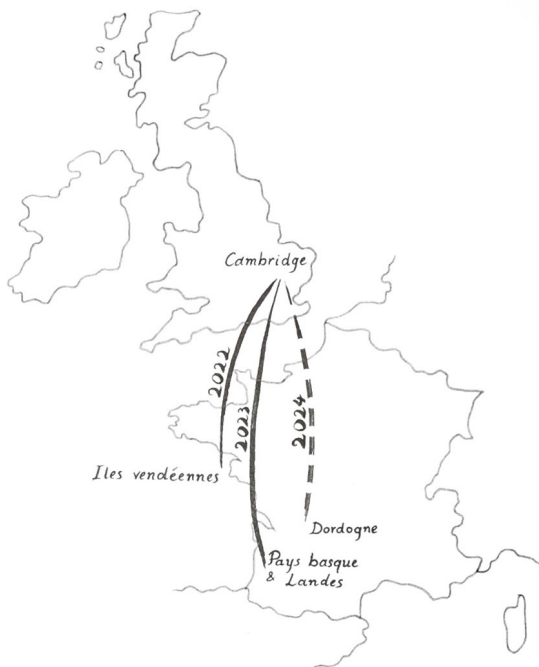 Cambridge
2022
2023
2024
Iles vendéennes
Dordogne
Pays basque
& Landes